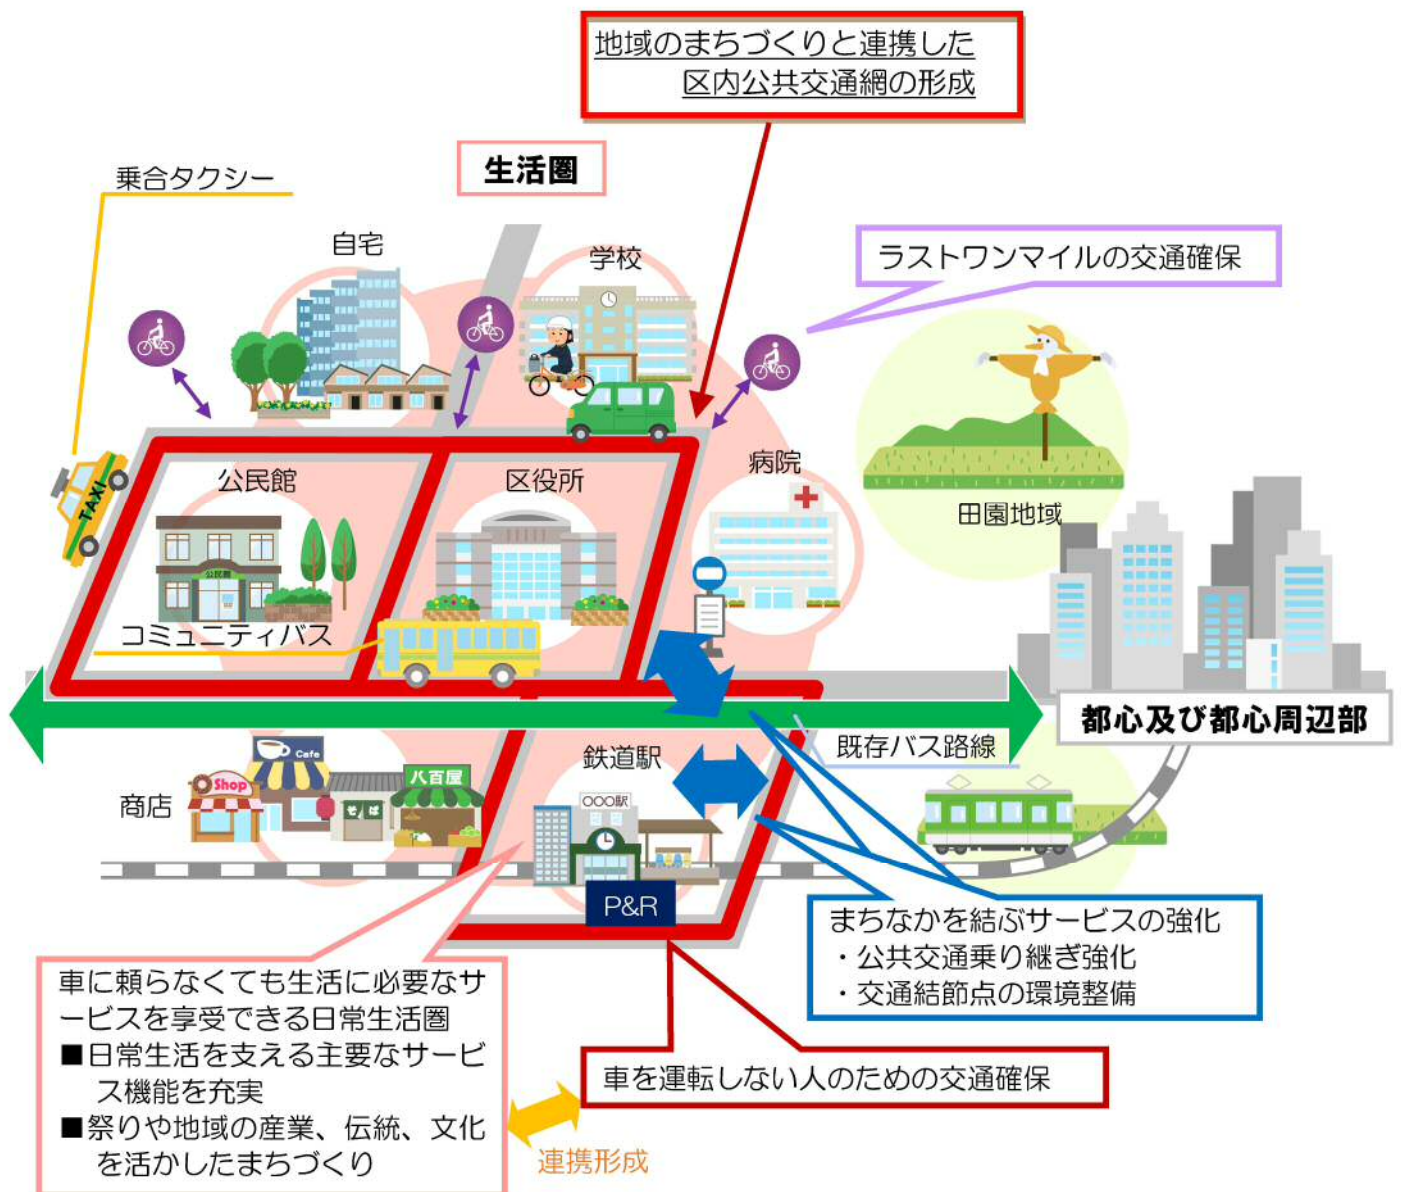 地域のまちづくりと連携した
区内公共交通網の形成
生活圏
乗合タクシー
自宅
学校
ラストワンマイルの交通確保
公民館
区役所
病院
TAXI
田園地域
公民館
コミュニティバス
都心及び都心周辺部
既存バス路線
鉄道駅
商店
Shop
Cafe
そば
八百屋
〇〇〇駅
P&R
まちなかを結ぶサービスの強化
・公共交通乗り継ぎ強化
・交通結節点の環境整備
車に頼らなくても生活に必要なサ
ービスを享受できる日常生活圏
■日常生活を支える主要なサービ
ス機能を充実
■祭りや地域の産業、伝統、文化
を活かしたまちづくり
車を運転しない人のための交通確保
連携形成